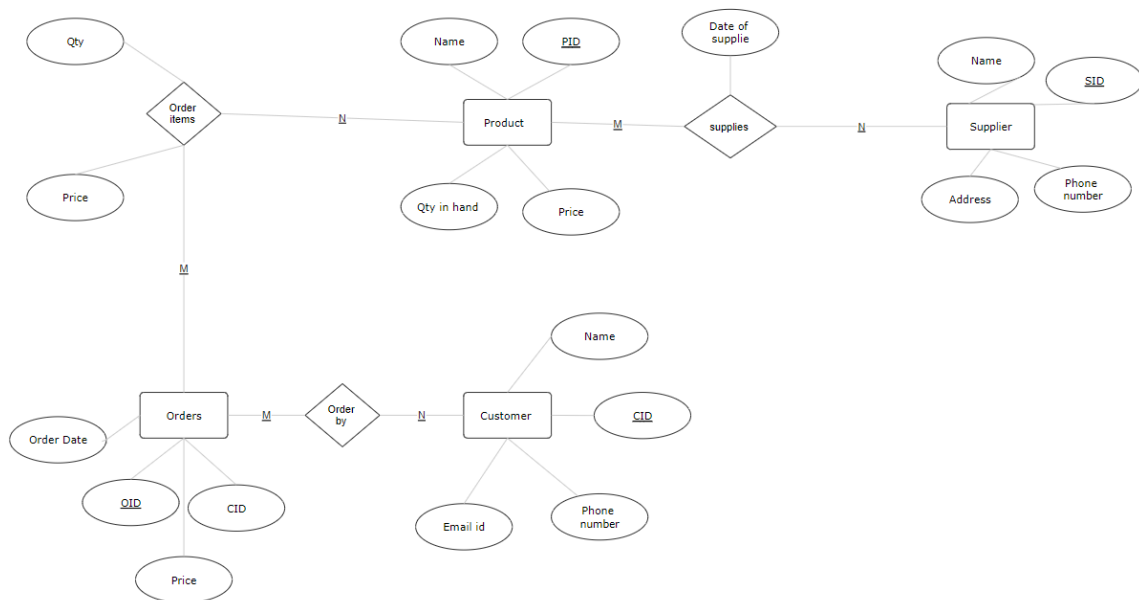 Qty
Name
PID
Date of
supplie
Name
SID
Order
items
N
Product
M
supplies
N
Supplier
Price
Qty in hand
Price
Address
Phone
number
M
Name
Orders
M
Order
by
N
Customer
CID
Order Date
OID
CID
Email id
Phone
number
Price